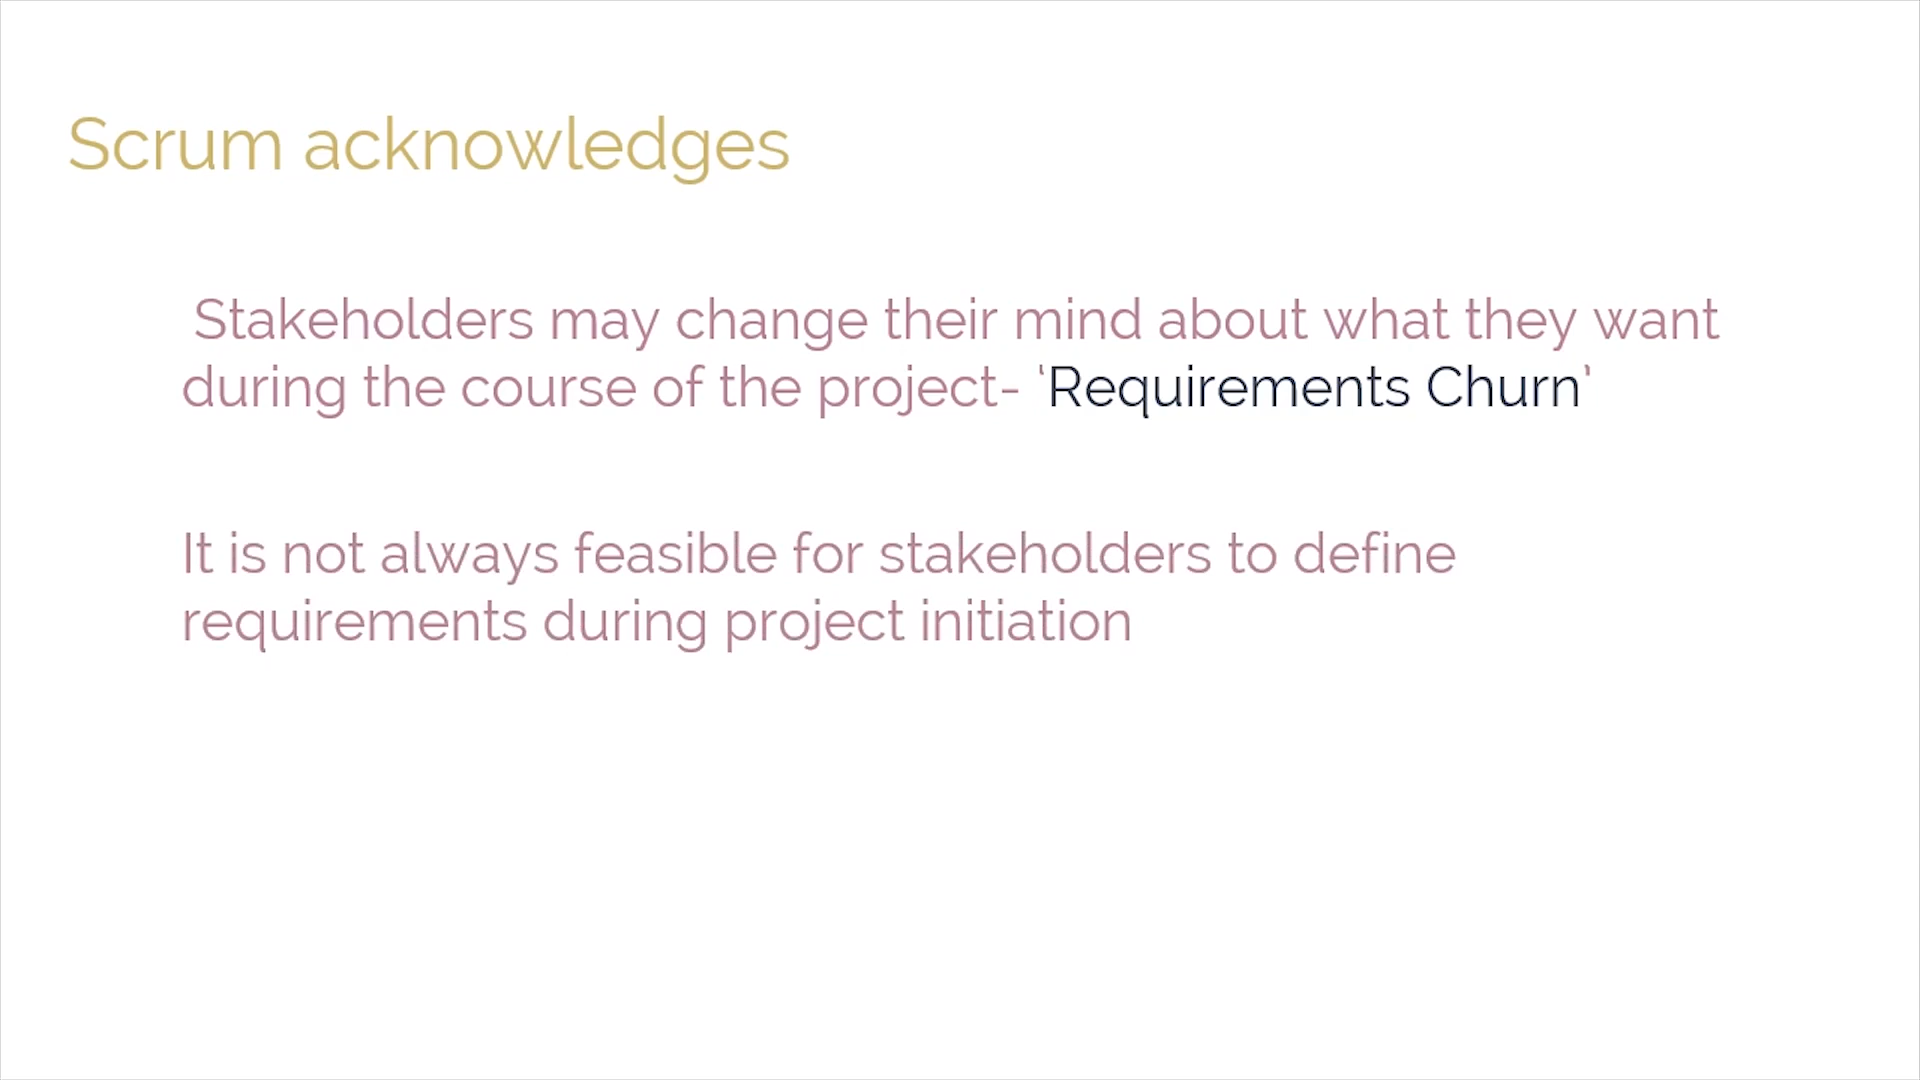 Scrum acknowledges
Stakeholders may change their mind about what they want
during the course of the project- ‘Requirements Churn’
It is not always feasible for stakeholders to define
requirements during project initiation